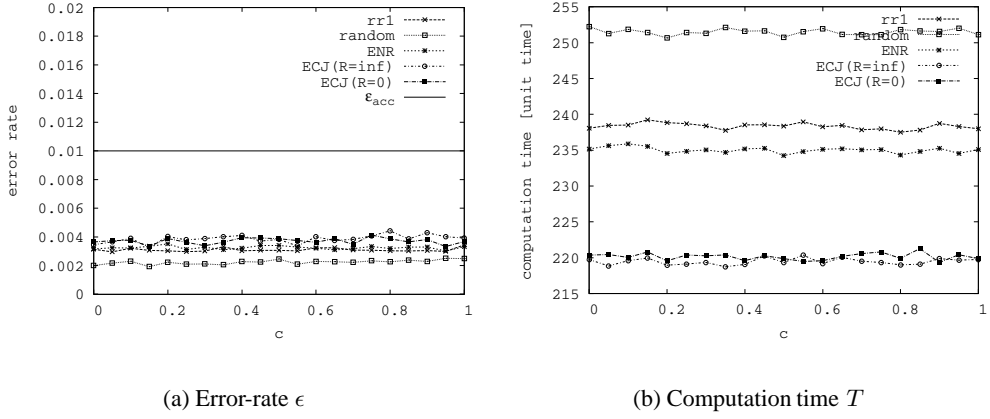 0.02
0.018
0.016
0.014
0.012
0.01
0.008
0.006
0.004
0.002
0
error rate
rr1
random
ENR
ECJ(R=inf)
ECJ(R=0)
εacc
0 0.2 0.4 0.6 0.8 1
c
(a) Error-rate ϵ
255
250
245
240
235
230
225
220
215
computation time [unit time]
rr1
random
ENR
ECJ(R=inf)
ECJ(R=0)
0 0.2 0.4 0.6 0.8 1
c
(b) Computation time T